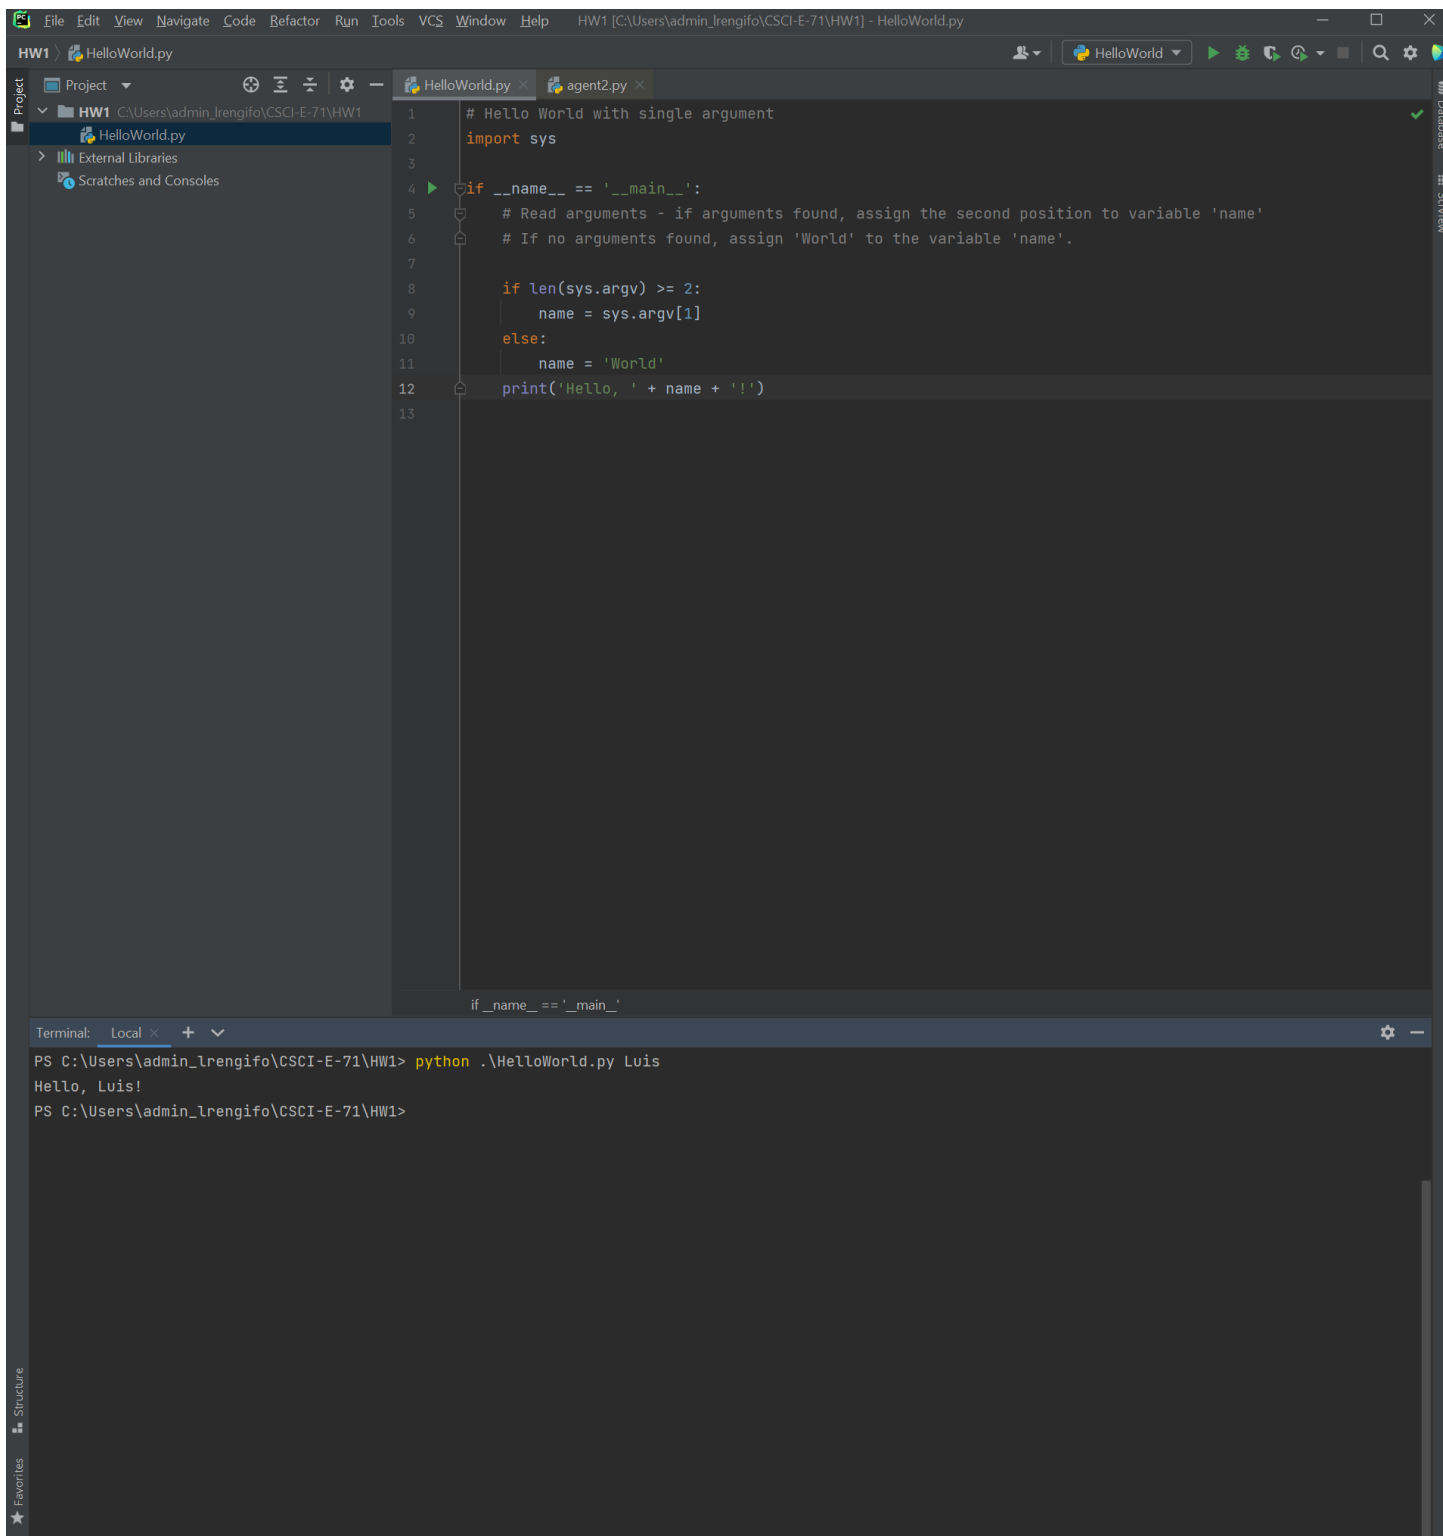 File Edit View Navigate Code Refactor Run Tools VCS Window Help HW1 [C:\Users\admin_lrengifo\CSCI-E-71\HW1] - HelloWorld.py
HW1 HelloWorld.py HelloWorld
Project
Project
HW1 C:\Users\admin_lrengifo\CSCI-E-71\HW1
HelloWorld.py
External Libraries
Scratches and Consoles
HelloWorld.py agent2.py
1 # Hello World with single argument
2 import sys
3
4 if __name__ == '__main__':
5 # Read arguments - if arguments found, assign the second position to variable 'name'
6 # If no arguments found, assign 'World' to the variable 'name'.
7
8 if len(sys.argv) >= 2:
9 name = sys.argv[1]
10 else:
11 name = 'World'
12 print('Hello, ' + name + '!')
13
if __name__ == '__main__'
Database
SciView
Terminal: Local
PS C:\Users\admin_lrengifo\CSCI-E-71\HW1> python .\HelloWorld.py Luis
Hello, Luis!
PS C:\Users\admin_lrengifo\CSCI-E-71\HW1>
Structure
Favorites